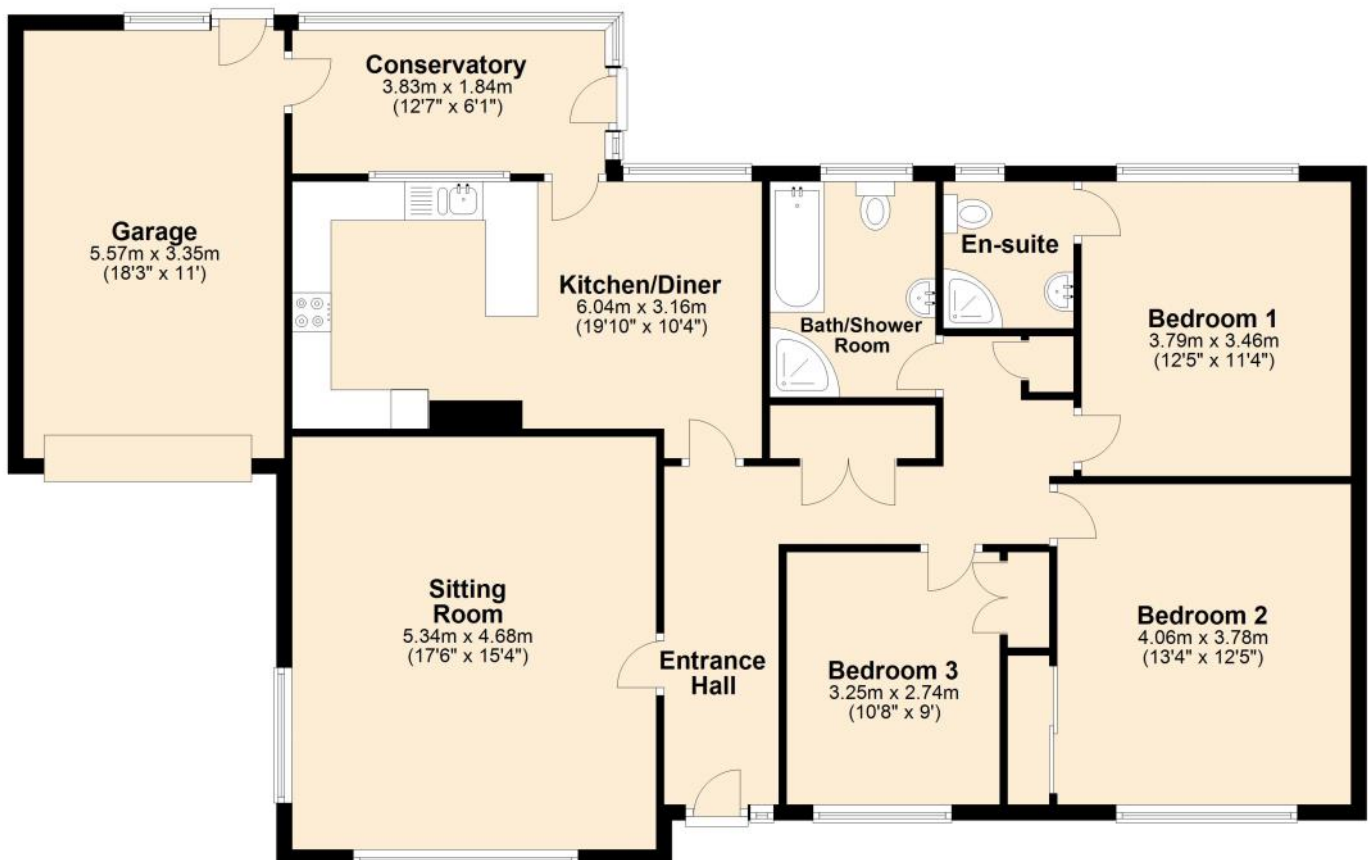 Conservatory
3.83m x 1.84m
(12'7" x 6'1")
Garage
5.57m x 3.35m
(18'3" x 11')
Kitchen/Diner
6.04m x 3.16m
(19'10" x 10'4")
Bath/Shower
Room
En-suite
Bedroom 1
3.79m x 3.46m
(12'5" x 11'4")
Sitting
Room
5.34m x 4.68m
(17'6" x 15'4")
Entrance
Hall
Bedroom 3
3.25m x 2.74m
(10'8" x 9')
Bedroom 2
4.06m x 3.78m
(13'4" x 12'5")